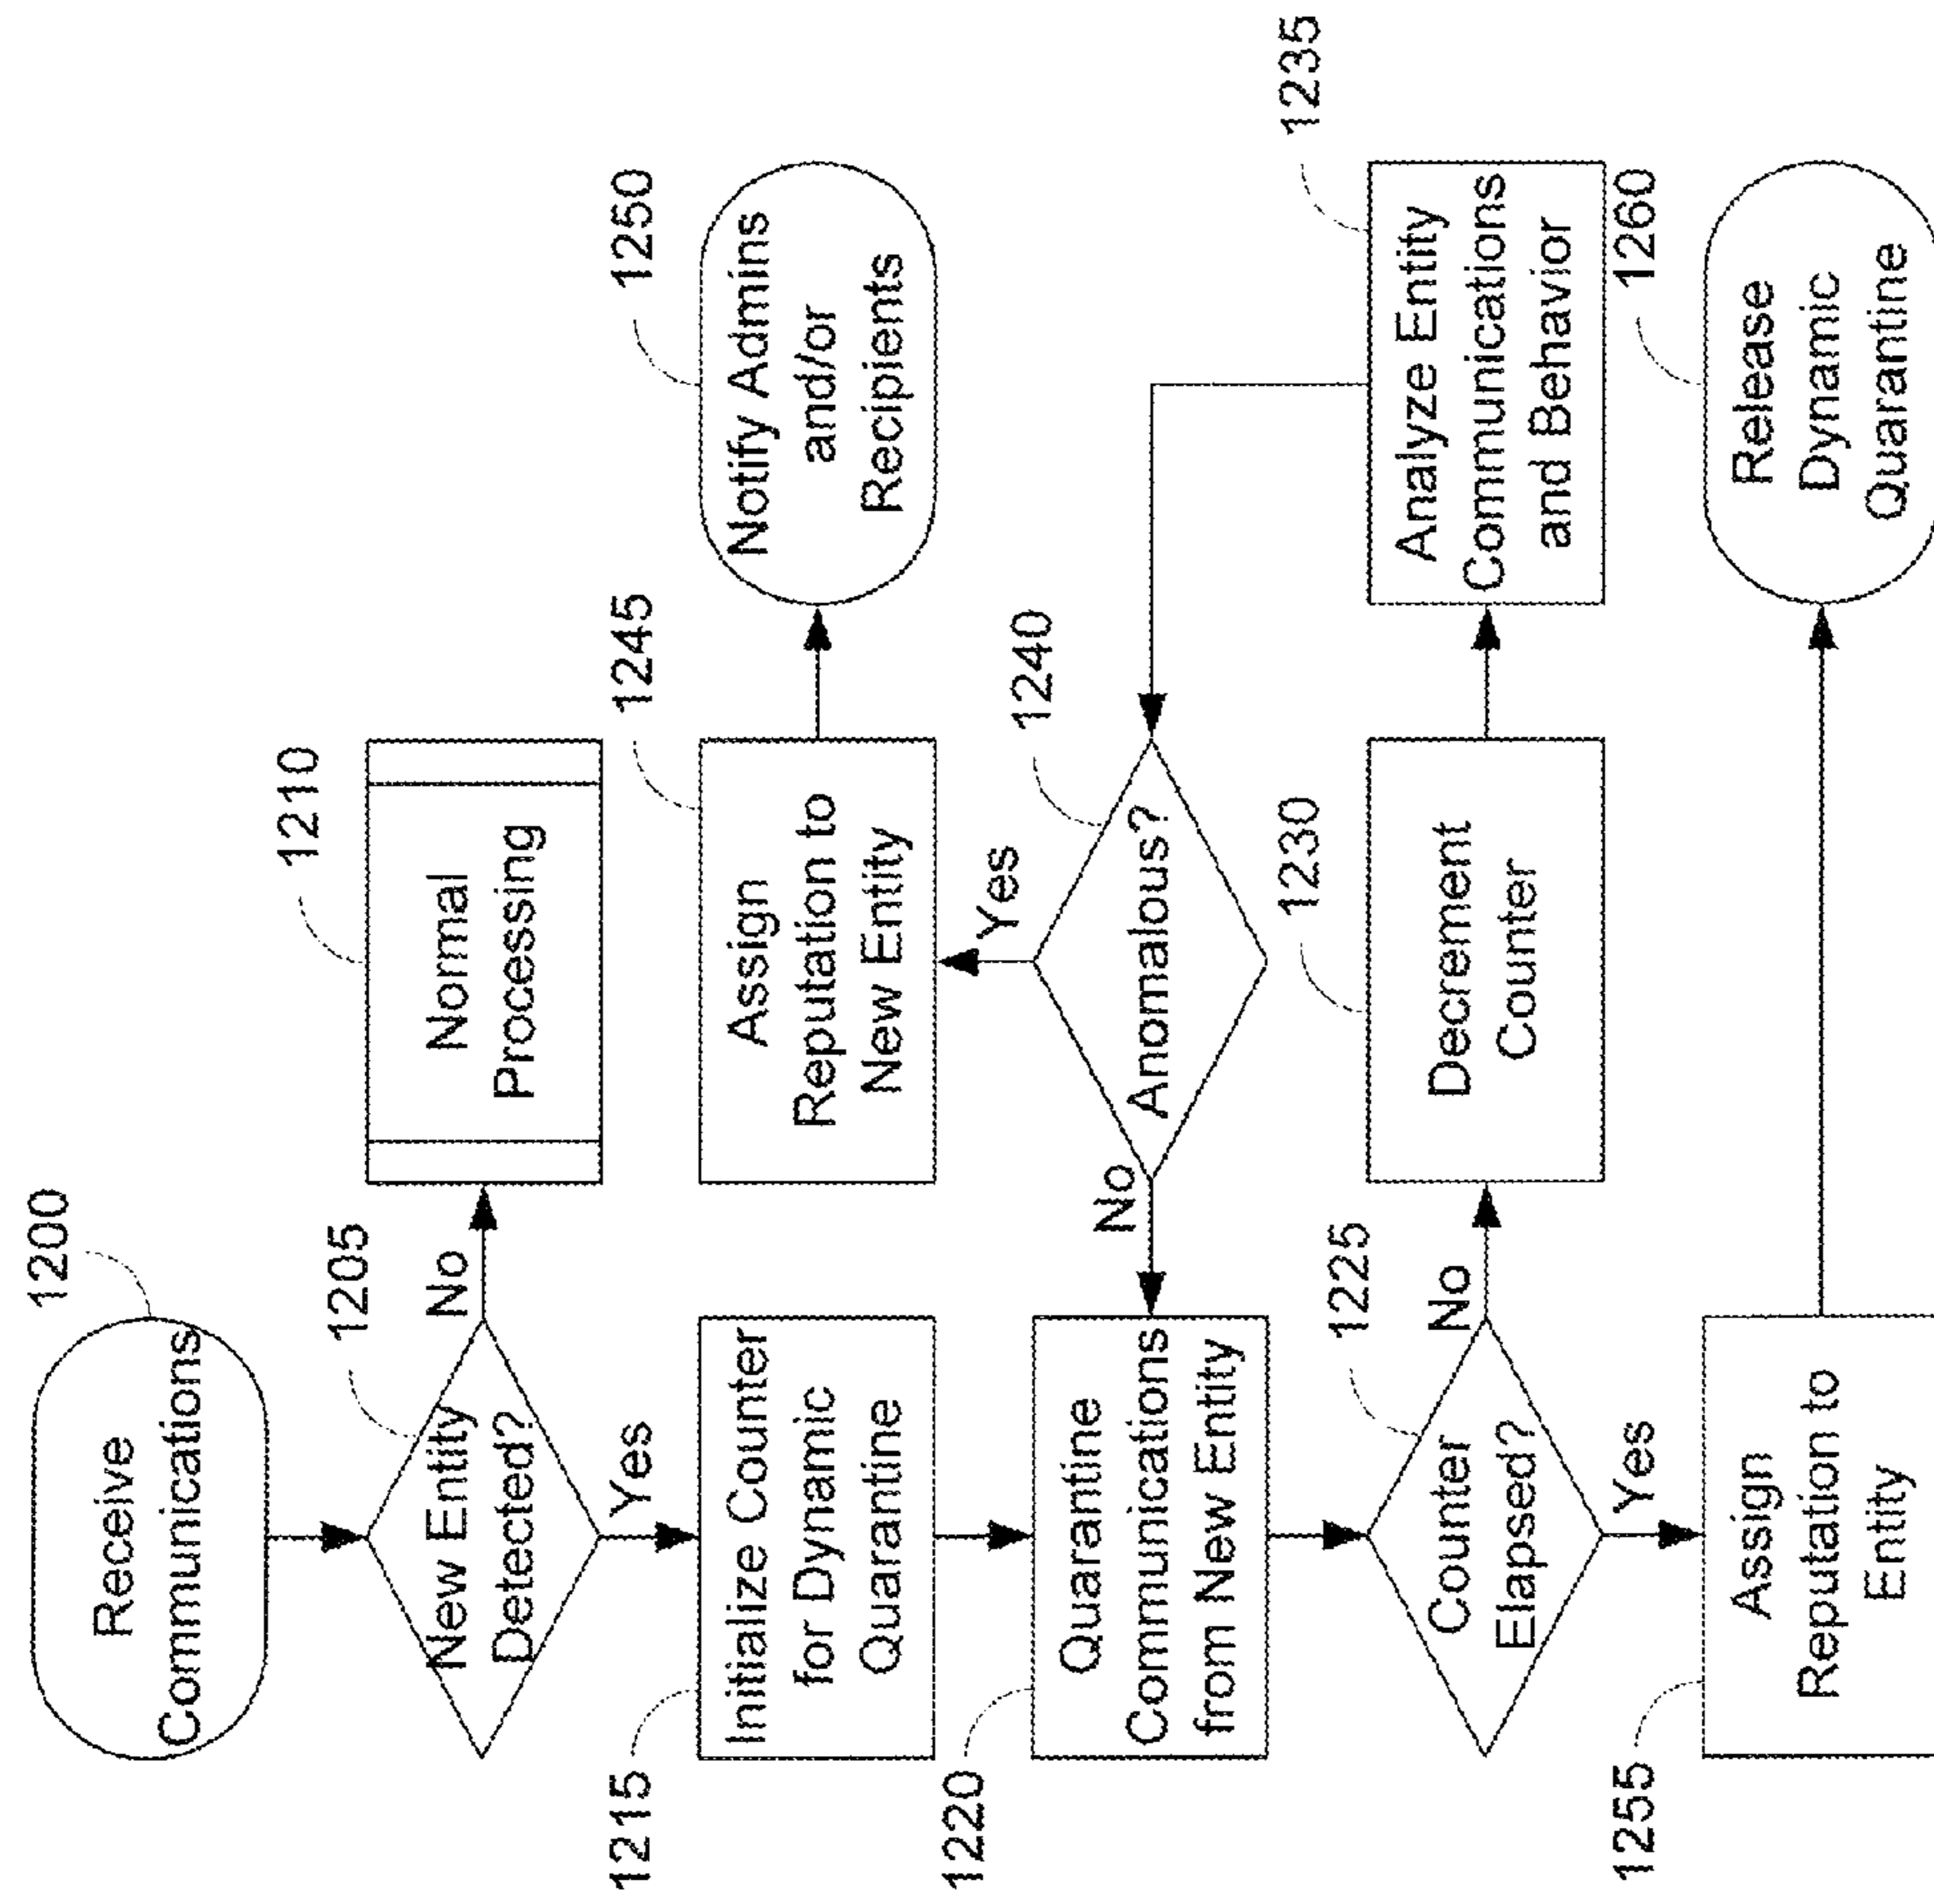 1200
Receive
Communications
1205
New Entity
Detected?
No
Yes
1210
Normal
Processing
1215
Initialize Counter
for Dynamic
Quarantine
1220
Quarantine
Communications
from New Entity
1225
Counter
Elapsed?
No
Yes
1230
Decrement
Counter
1235
Analyze Entity
Communications
and Behavior
1240
Anomalous?
No
Yes
1245
Assign
Reputation to
New Entity
1250
Notify Admins
and/or
Recipients
1255
Assign
Reputation to
Entity
1260
Release
Dynamic
Quarantine